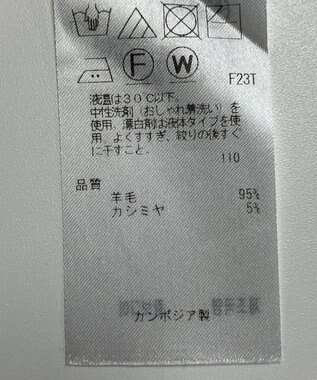 F W
F23T
液温は30℃以下。
中性洗剤（おしゃれ着洗い）を
使用。漂白剤は液体タイプを使
用。よくすすぎ、絞りの後すぐ
に干すこと。
110
品質
羊毛 95%
カシミヤ 5%
カンボジア製